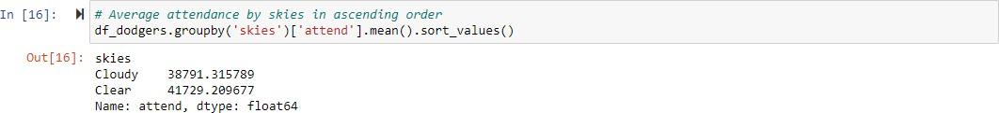 In [16]: # Average attendance by skies in ascending order
df_dodgers.groupby('skies')['attend'].mean().sort_values()
Out[16]: skies
Cloudy    38791.315789
Clear     41729.209677
Name: attend, dtype: float64